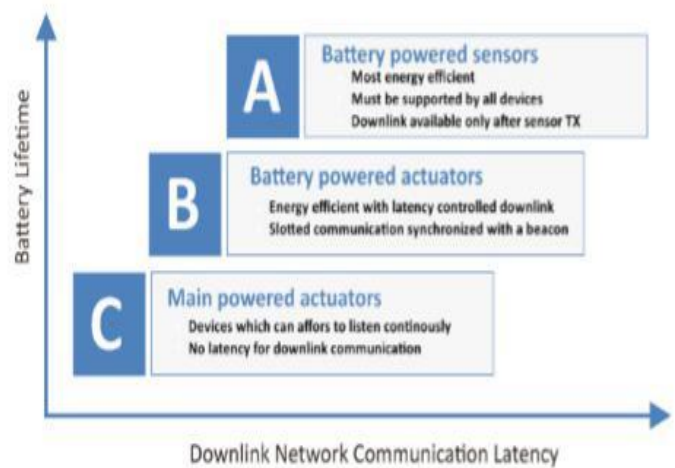 Battery Lifetime
A
Battery powered sensors
Most energy efficient
Must be supported by all devices
Downlink available only after sensor TX
B
Battery powered actuators
Energy efficient with latency controlled downlink
Slotted communication synchronized with a beacon
C
Main powered actuators
Devices which can affors to listen continously
No latency for downlink communication
Downlink Network Communication Latency